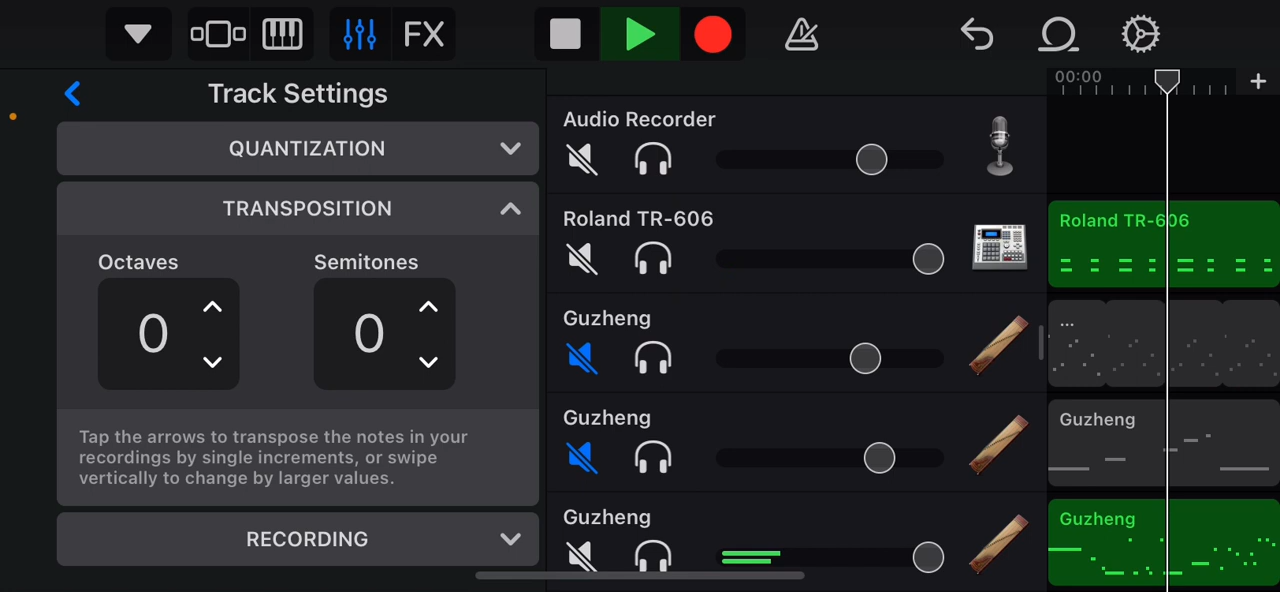 FX
Track Settings
QUANTIZATION
TRANSPOSITION
Octaves
Semitones
0
0
Tap the arrows to transpose the notes in your
recordings by single increments, or swipe
vertically to change by larger values.
RECORDING
Audio Recorder
Roland TR-606
Guzheng
Guzheng
Guzheng
00:00
+
Roland TR-606
...
Guzheng
Guzheng